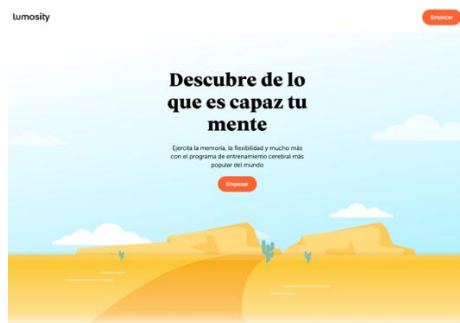 lumosity
Empezar
Descubre de lo
que es capaz tu
mente
Ejercita la memoria, la flexibilidad y mucho más
con el programa de entrenamiento cerebral más
popular del mundo
Empezar